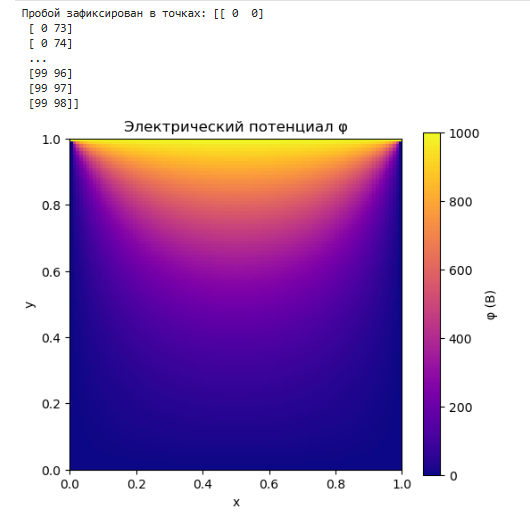 Пробой зафиксирован в точках: [[ 0  0]
 [ 0 73]
 [ 0 74]
 ...
 [99 96]
 [99 97]
 [99 98]]
Электрический потенциал φ
1.0
0.8
0.6
0.4
0.2
0.0
y
0.0 0.2 0.4 0.6 0.8 1.0
x
1000
800
600
400
200
0
φ (В)